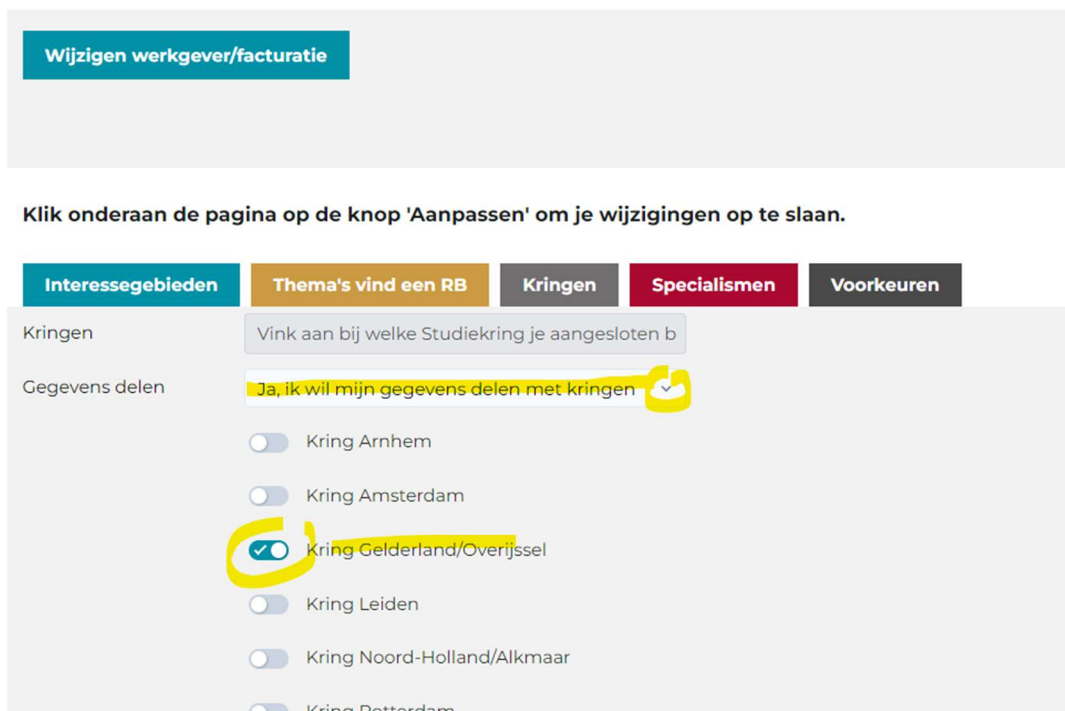 Wijzigen werkgever/facturatie
Klik onderaan de pagina op de knop 'Aanpassen' om je wijzigingen op te slaan.
Interessegebieden Thema's vind een RB Kringen Specialismen Voorkeuren
Kringen Vink aan bij welke Studiekring je aangesloten b
Gegevens delen Ja, ik wil mijn gegevens delen met kringen
Kring Arnhem
Kring Amsterdam
Kring Gelderland/Overijssel
Kring Leiden
Kring Noord-Holland/Alkmaar
Kring Rotterdam